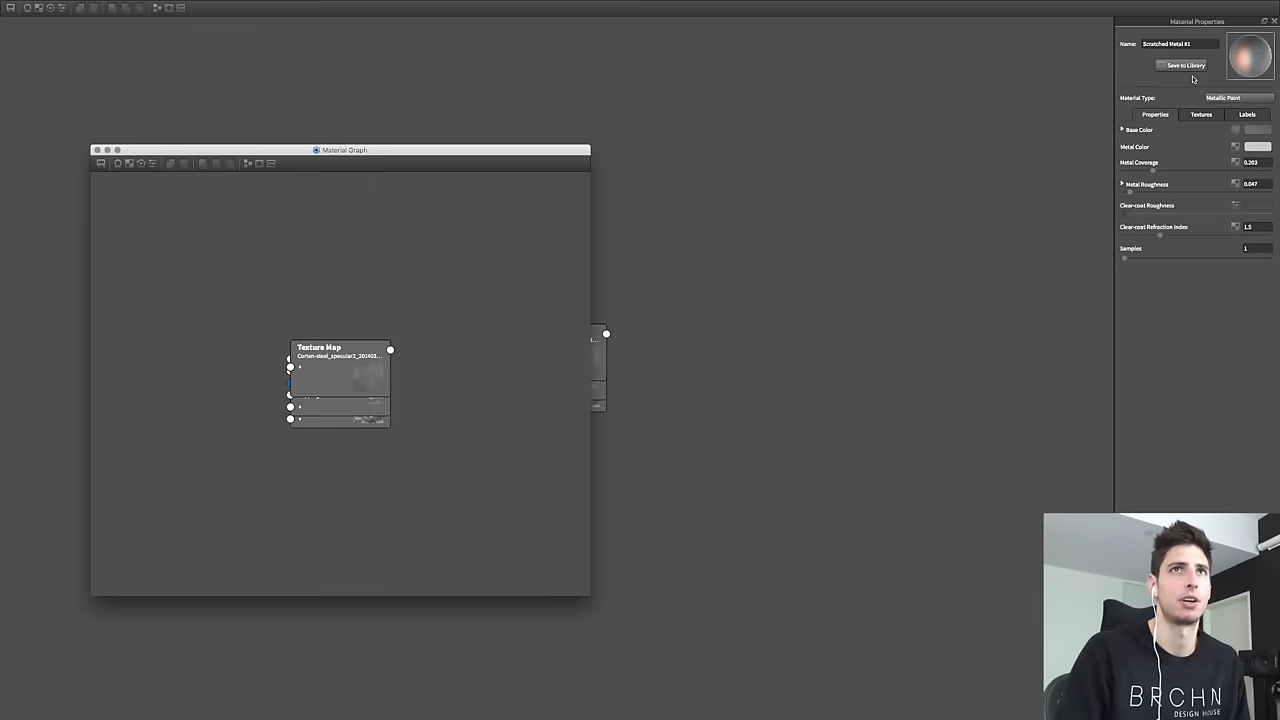 Material Properties
Name: Scratched Metal #1
Save to Library
Material Type: Metallic Paint
Properties Textures Labels
Base Color
Metal Color
Metal Coverage 0.203
Metal Roughness 0.047
Clear-coat Roughness
Clear-coat Refraction Index 1.5
Samples 1
Material Graph
Texture Map
Corten-steel_specular2_201403...
BRCHN
DESIGN HOUSE